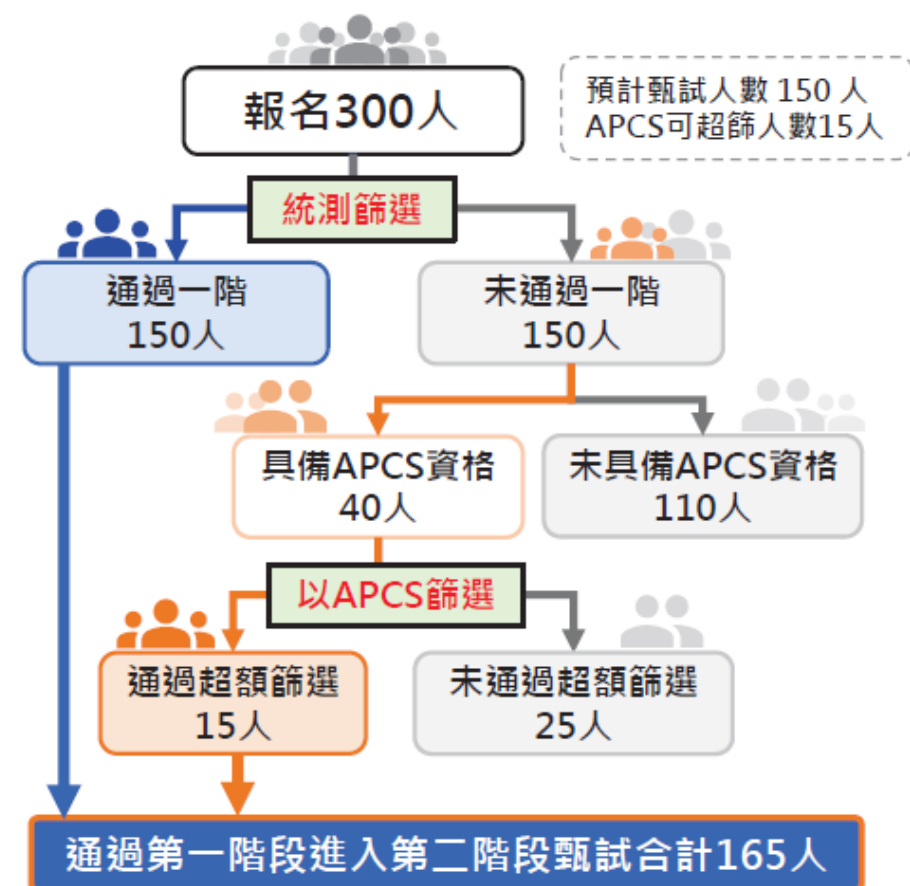 報名300人
預計甄試人數 150 人
APCS可超篩人數15人
統測篩選
通過一階
150人
未通過一階
150人
具備APCS資格
40人
未具備APCS資格
110人
以APCS篩選
通過超額篩選
15人
未通過超額篩選
25人
通過第一階段進入第二階段甄試合計165人